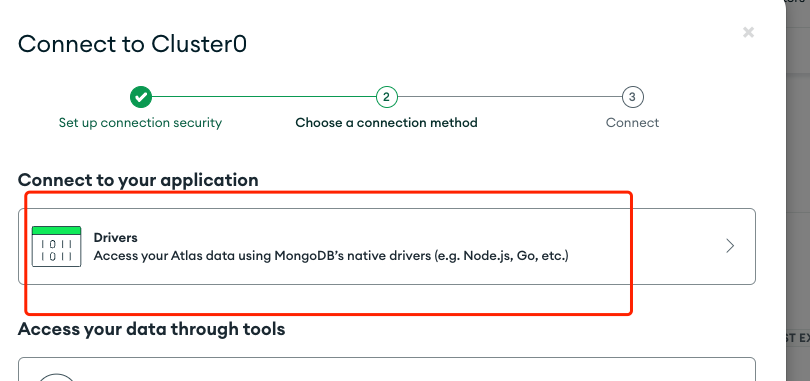 Connect to Cluster0
2
3
Set up connection security
Choose a connection method
Connect
Connect to your application
1011
1011
Drivers
Access your Atlas data using MongoDB's native drivers (e.g. Node.js, Go, etc.)
Access your data through tools